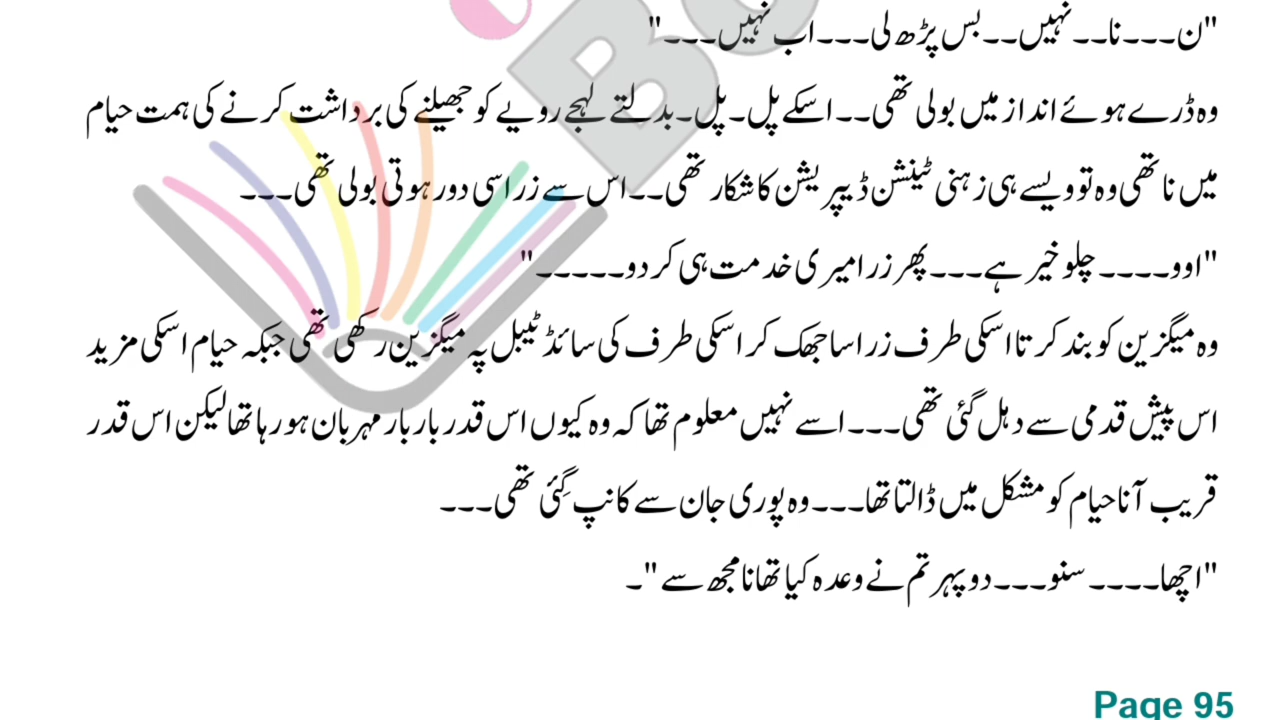 "ن۔۔۔نا۔۔نہیں۔۔بس پڑھ لی۔۔۔اب نہیں۔۔۔"
وہ ڈرے ہوئے انداز میں بولی تھی۔۔اسکے پل۔پل۔بدلتے لہجے رویے کو جھیلنے کی برداشت کرنے کی ہمت حیام
میں نا تھی وہ تو ویسے ہی زہنی ٹینشن ڈیپریشن کا شکار تھی۔۔اس سے زرا سی دور ہوتی بولی تھی۔۔۔
"اوو۔۔۔۔چلو خیر ہے۔۔۔پھر زرا میری خدمت ہی کر دو۔۔۔۔۔"
وہ میگزین کو بند کرتا اسکی طرف زرا سا جھک کر اسکی طرف کی سائڈ ٹیبل پہ میگزین رکھی تھی جبکہ حیام اسکی مزید
اس پیش قدمی سے دہل گئی تھی۔۔۔اسے نہیں معلوم تھا کہ وہ کیوں اس قدر بار بار مہربان ہو رہا تھا لیکن اس قدر
قریب آنا حیام کو مشکل میں ڈالتا تھا۔۔۔وہ پوری جان سے کانپ گِئی تھی۔۔۔
"اچھا۔۔۔۔سنو۔۔۔دوپہر تم نے وعدہ کیا تھا نا مجھ سے"۔
Page 95